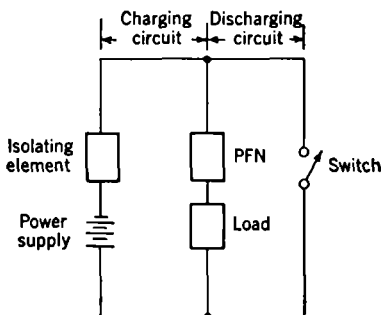 Charging
circuit
Discharging
circuit
Isolating
element
PFN
Switch
Power
supply
Load